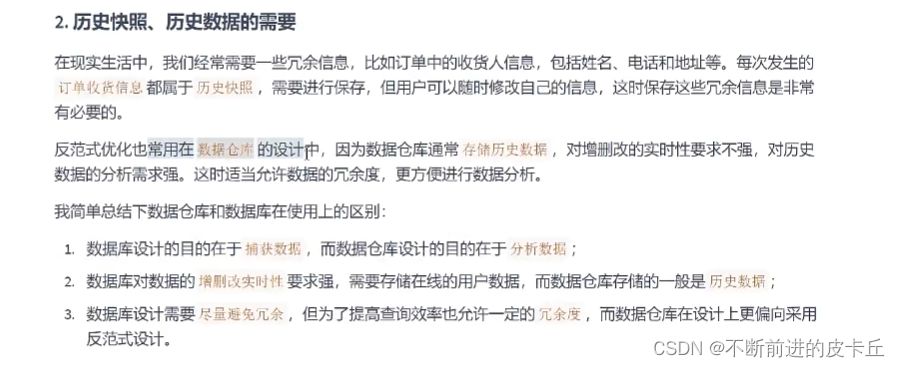 2. 历史快照、历史数据的需要
在现实生活中，我们经常需要一些冗余信息，比如订单中的收货人信息，包括姓名、电话和地址等。每次发生的
订单收货信息 都属于 历史快照 ，需要进行保存，但用户可以随时修改自己的信息，这时保存这些冗余信息是非常
有必要的。
反范式优化也常用在 数据仓库 的设计中，因为数据仓库通常 存储历史数据 ，对增删改的实时性要求不强，对历史
数据的分析需求强。这时适当允许数据的冗余度，更方便进行数据分析。
我简单总结下数据仓库和数据库在使用上的区别：
1. 数据库设计的目的在于 捕获数据 ，而数据仓库设计的目的在于 分析数据 ；
2. 数据库对数据的 增删改实时性 要求强，需要存储在线的用户数据，而数据仓库存储的一般是 历史数据 ；
3. 数据库设计需要 尽量避免冗余 ，但为了提高查询效率也允许一定的 冗余度 ，而数据仓库在设计上更偏向采用
反范式设计。
CSDN @不断前进的皮卡丘